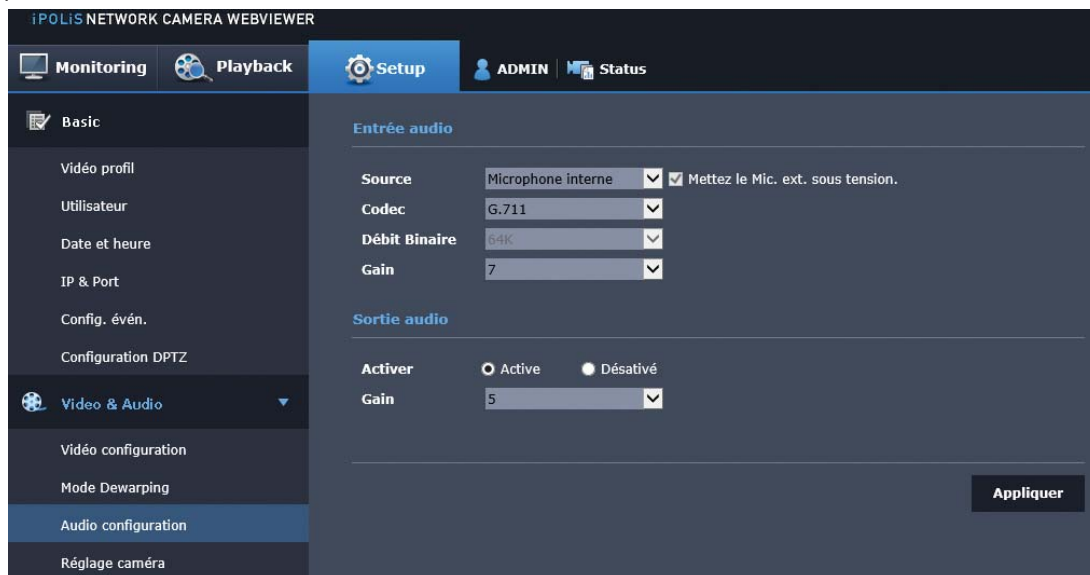 iPOLiS NETWORK CAMERA WEBVIEWER
Monitoring Playback Setup ADMIN Status
Basic
Vidéo profil
Utilisateur
Date et heure
IP & Port
Config. évén.
Configuration DPTZ
Video & Audio
Vidéo configuration
Mode Dewarping
Audio configuration
Réglage caméra
Entrée audio
Source Microphone interne Mettez le Mic. ext. sous tension.
Codec G.711
Débit Binaire 64K
Gain 7
Sortie audio
Activer Active Désativé
Gain 5
Appliquer